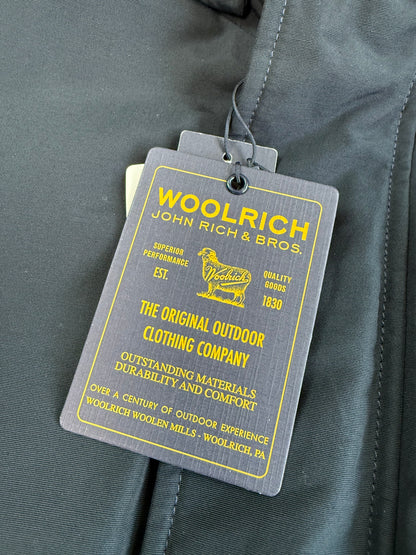 WOOLRICH
JOHN RICH & BROS.
SUPERIOR
PERFORMANCE
EST.
Woolrich
QUALITY
GOODS
1830
THE ORIGINAL OUTDOOR
CLOTHING COMPANY
OUTSTANDING MATERIALS
DURABILITY AND COMFORT
OVER A CENTURY OF OUTDOOR EXPERIENCE
WOOLRICH WOOLEN MILLS - WOOLRICH, PA